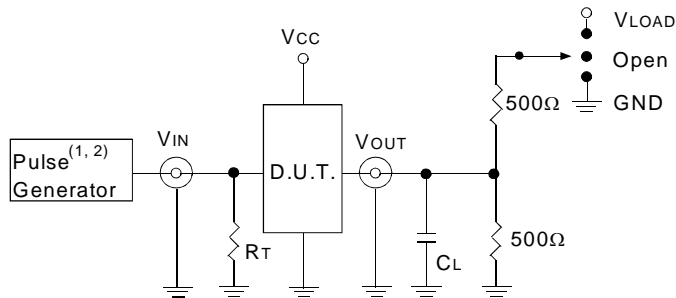 VLOAD
VCC
Open
500Ω
GND
VIN
VOUT
Pulse(1, 2)
Generator
D.U.T.
500Ω
RT
CL